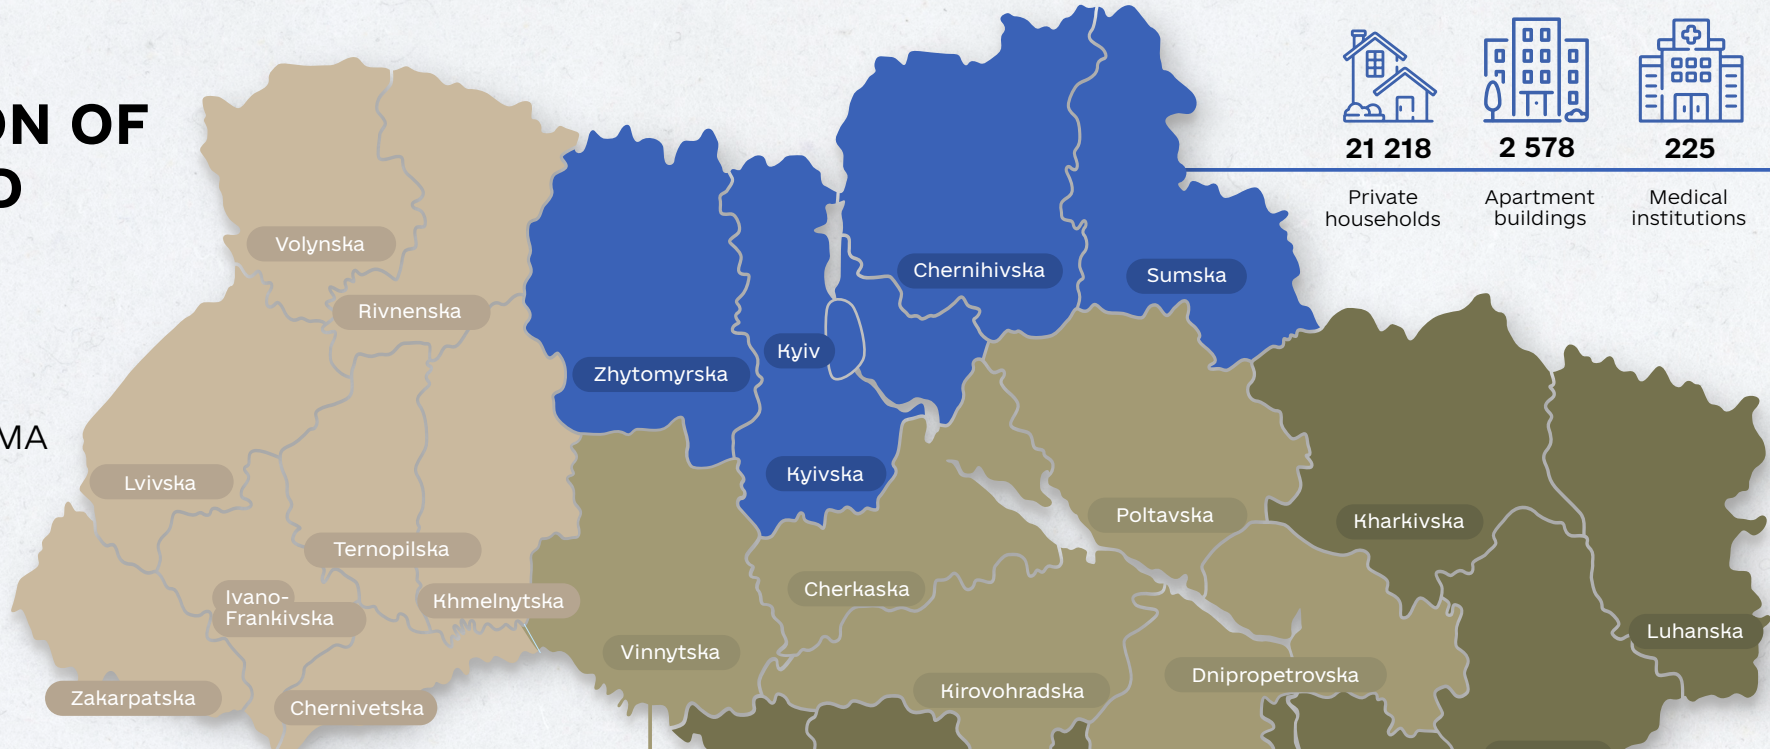 ON OF
D
MA
21 218
Private
households
2 578
Apartment
buildings
225
Medical
institutions
Volynska
Rivnenska
Chernihivska
Sumska
Kyiv
Zhytomyrska
Kyivska
Lvivska
Poltavska
Kharkivska
Ternopilska
Cherkaska
Ivano-
Frankivska
Khmelnytska
Luhanska
Vinnytska
Dnipropetrovska
Kirovohradska
Zakarpatska
Chernivetska